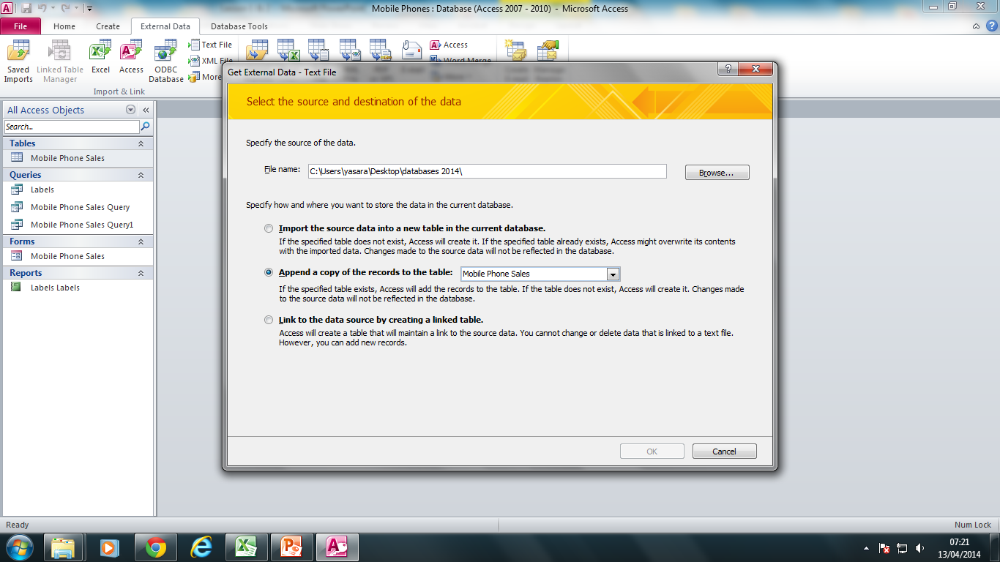 Mobile Phones : Database (Access 2007 - 2010) - Microsoft Access
File Home Create External Data Database Tools
Saved Imports
Linked Table Manager
Excel
Access
ODBC Database
Text File
XML File
More
Access
Word Merge
Import & Link
All Access Objects
Search...
Tables
Mobile Phone Sales
Queries
Labels
Mobile Phone Sales Query
Mobile Phone Sales Query1
Forms
Mobile Phone Sales
Reports
Labels Labels
Get External Data - Text File
Select the source and destination of the data
Specify the source of the data.
File name: C:\Users\yasara\Desktop\databases 2014\ Browse...
Specify how and where you want to store the data in the current database.
Import the source data into a new table in the current database.
If the specified table does not exist, Access will create it. If the specified table already exists, Access might overwrite its contents
with the imported data. Changes made to the source data will not be reflected in the database.
Append a copy of the records to the table: Mobile Phone Sales
If the specified table exists, Access will add the records to the table. If the table does not exist, Access will create it. Changes made
to the source data will not be reflected in the database.
Link to the data source by creating a linked table.
Access will create a table that will maintain a link to the source data. You cannot change or delete data that is linked to a text file.
However, you can add new records.
OK Cancel
Ready Num Lock
07:21
13/04/2014